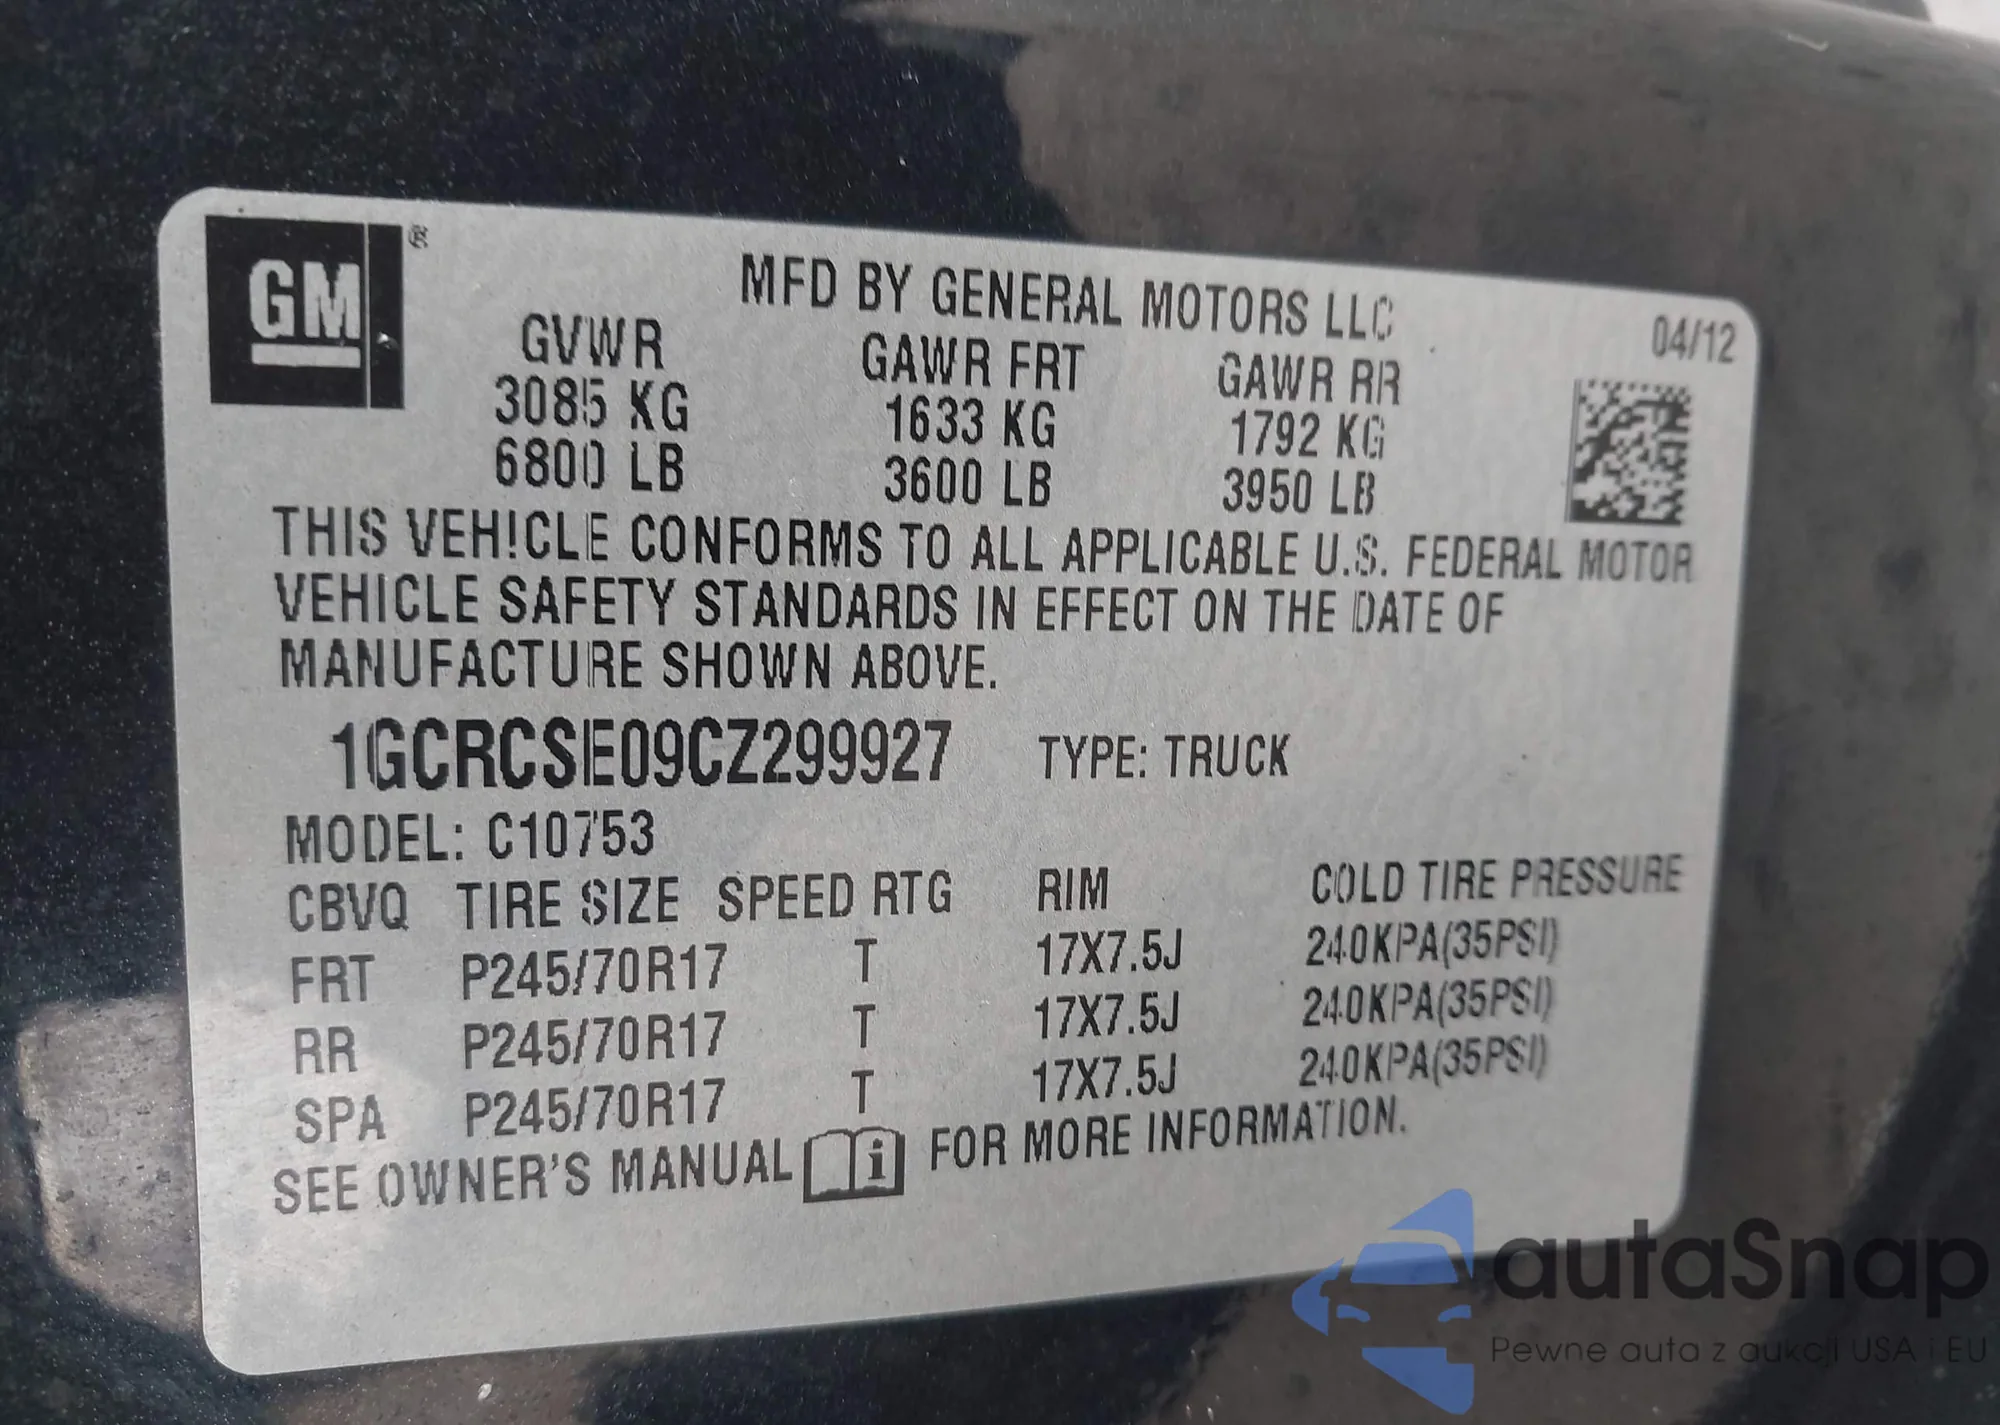 GM ®
MFD BY GENERAL MOTORS LLC
04/12
GVWR GAWR FRT GAWR RR
3085 KG 1633 KG 1792 KG
6800 LB 3600 LB 3950 LB
THIS VEHICLE CONFORMS TO ALL APPLICABLE U.S. FEDERAL MOTOR
VEHICLE SAFETY STANDARDS IN EFFECT ON THE DATE OF
MANUFACTURE SHOWN ABOVE.
1GCRCSE09CZ299927 TYPE: TRUCK
MODEL: C10753
CBVQ TIRE SIZE SPEED RTG RIM COLD TIRE PRESSURE
FRT P245/70R17 T 17X7.5J 240KPA(35PSI)
RR P245/70R17 T 17X7.5J 240KPA(35PSI)
SPA P245/70R17 T 17X7.5J 240KPA(35PSI)
SEE OWNER'S MANUAL i FOR MORE INFORMATION.
autaSnap
Pewne auta z aukcji USA i EU